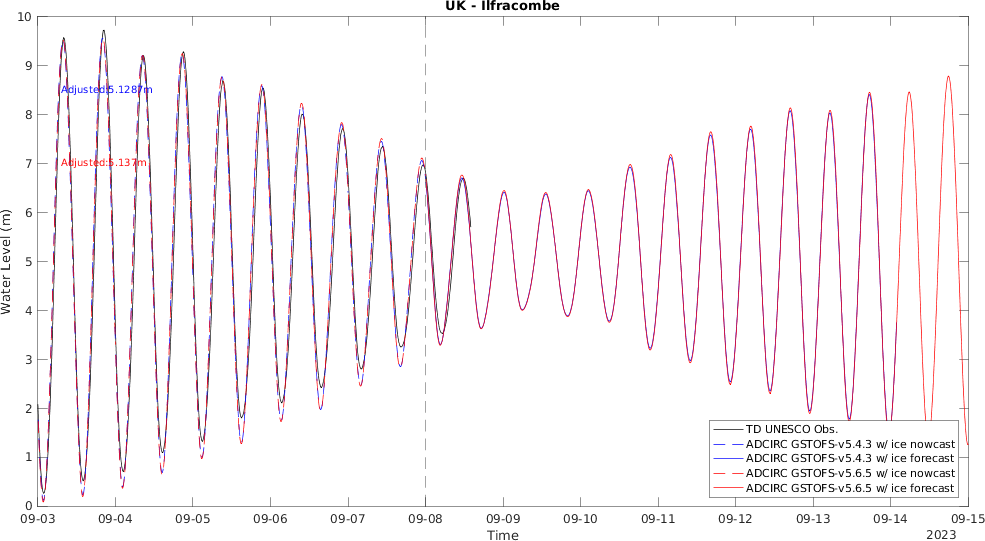 UK - Ilfracombe
10
9
8
7
6
5
4
3
2
1
0
Water Level (m)
Adjusted:5.1287m
Adjusted:5.137m
TD UNESCO Obs.
ADCIRC GSTOFS-v5.4.3 w/ ice nowcast
ADCIRC GSTOFS-v5.4.3 w/ ice forecast
ADCIRC GSTOFS-v5.6.5 w/ ice nowcast
ADCIRC GSTOFS-v5.6.5 w/ ice forecast
09-03 09-04 09-05 09-06 09-07 09-08 09-09 09-10 09-11 09-12 09-13 09-14 09-15
Time
2023